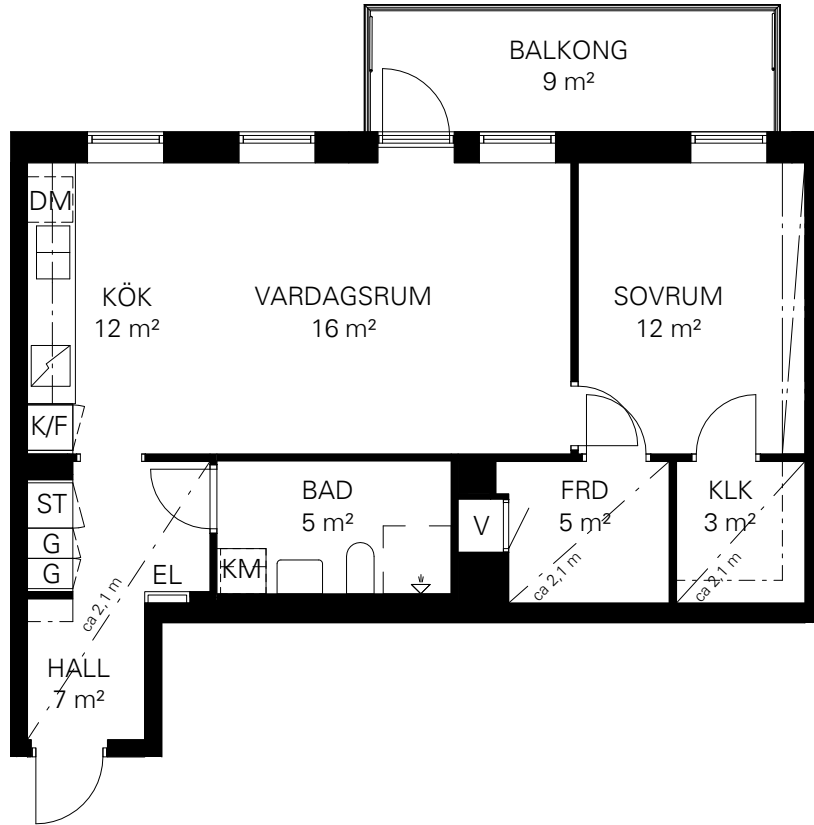 BALKONG
9 m²
DM
KÖK
12 m²
VARDAGSRUM
16 m²
SOVRUM
12 m²
K/F
ST
G
G
BAD
5 m²
V
FRD
5 m²
KLK
3 m²
EL
KM
ca 2,1 m
ca 2,1 m
ca 2,1 m
HALL
7 m²